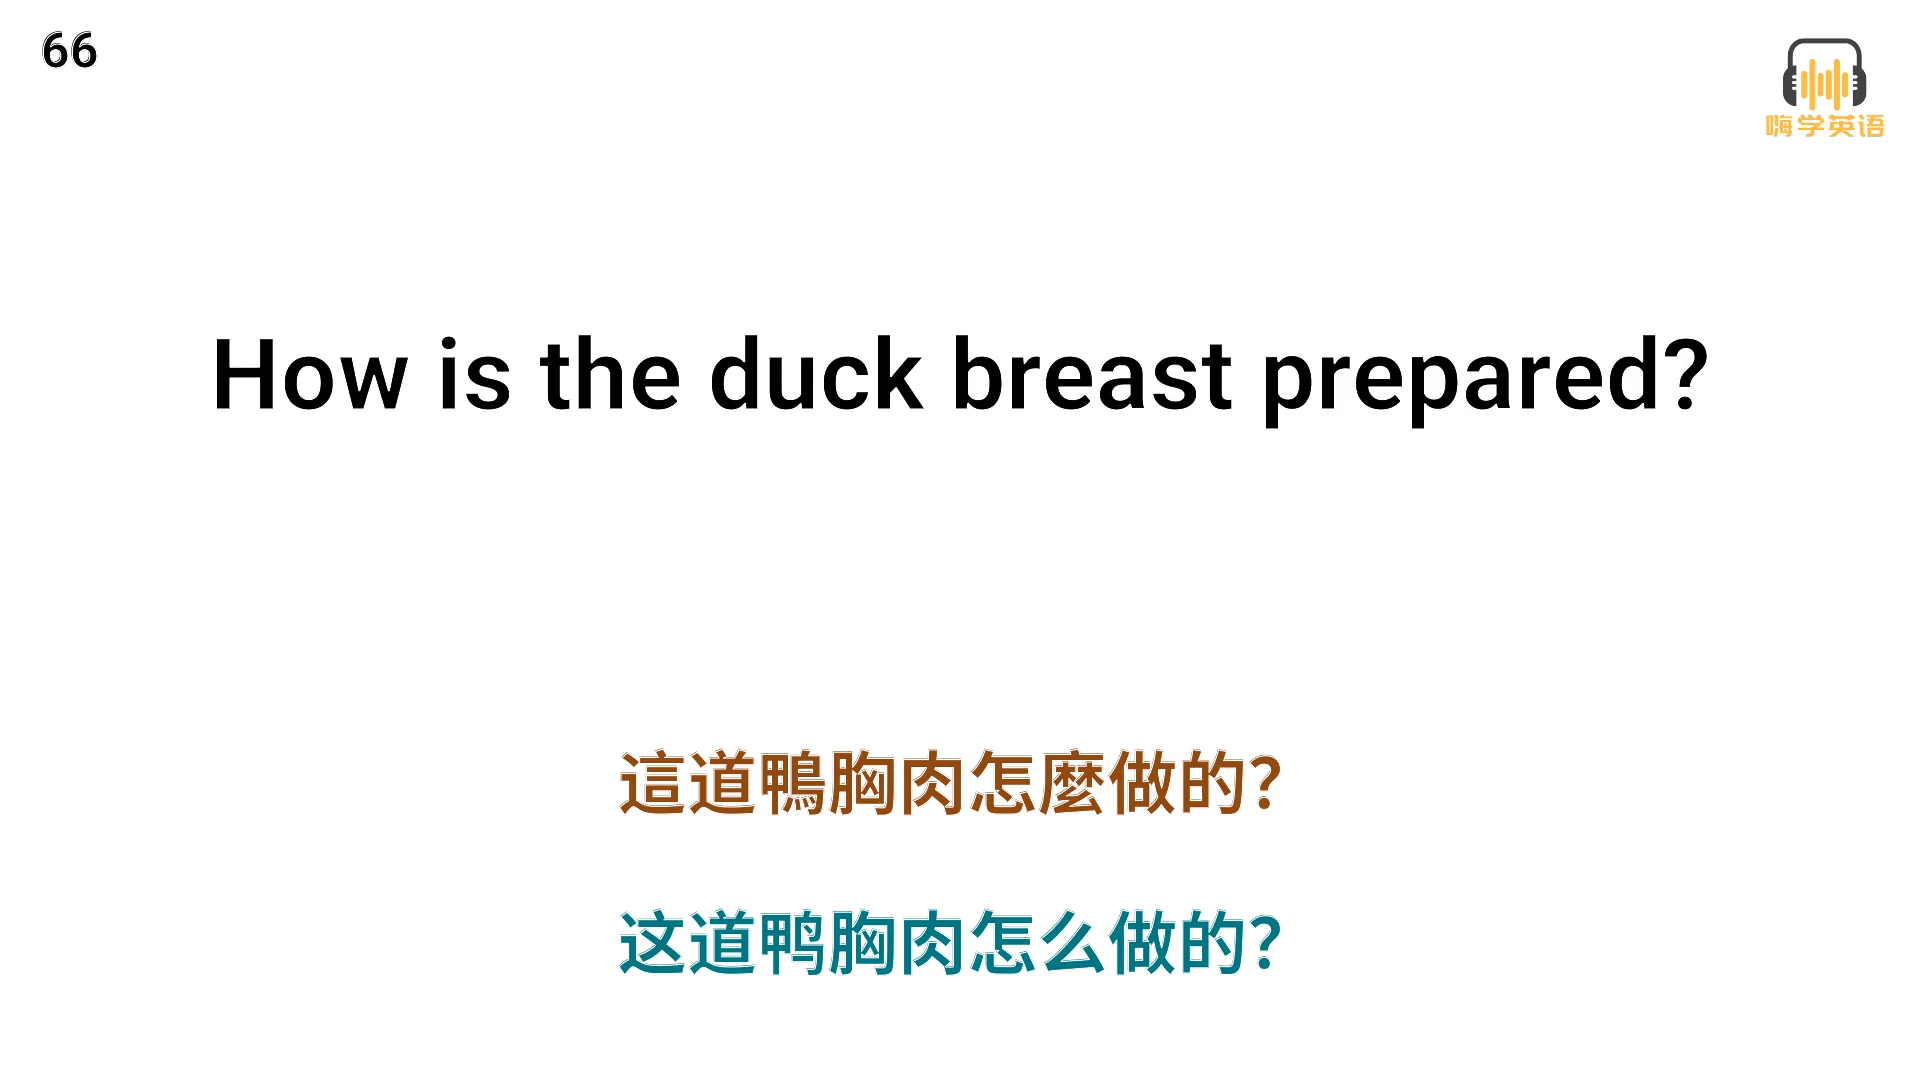 66
嗨学英语
How is the duck breast prepared?
這道鴨胸肉怎麼做的?
这道鸭胸肉怎么做的?